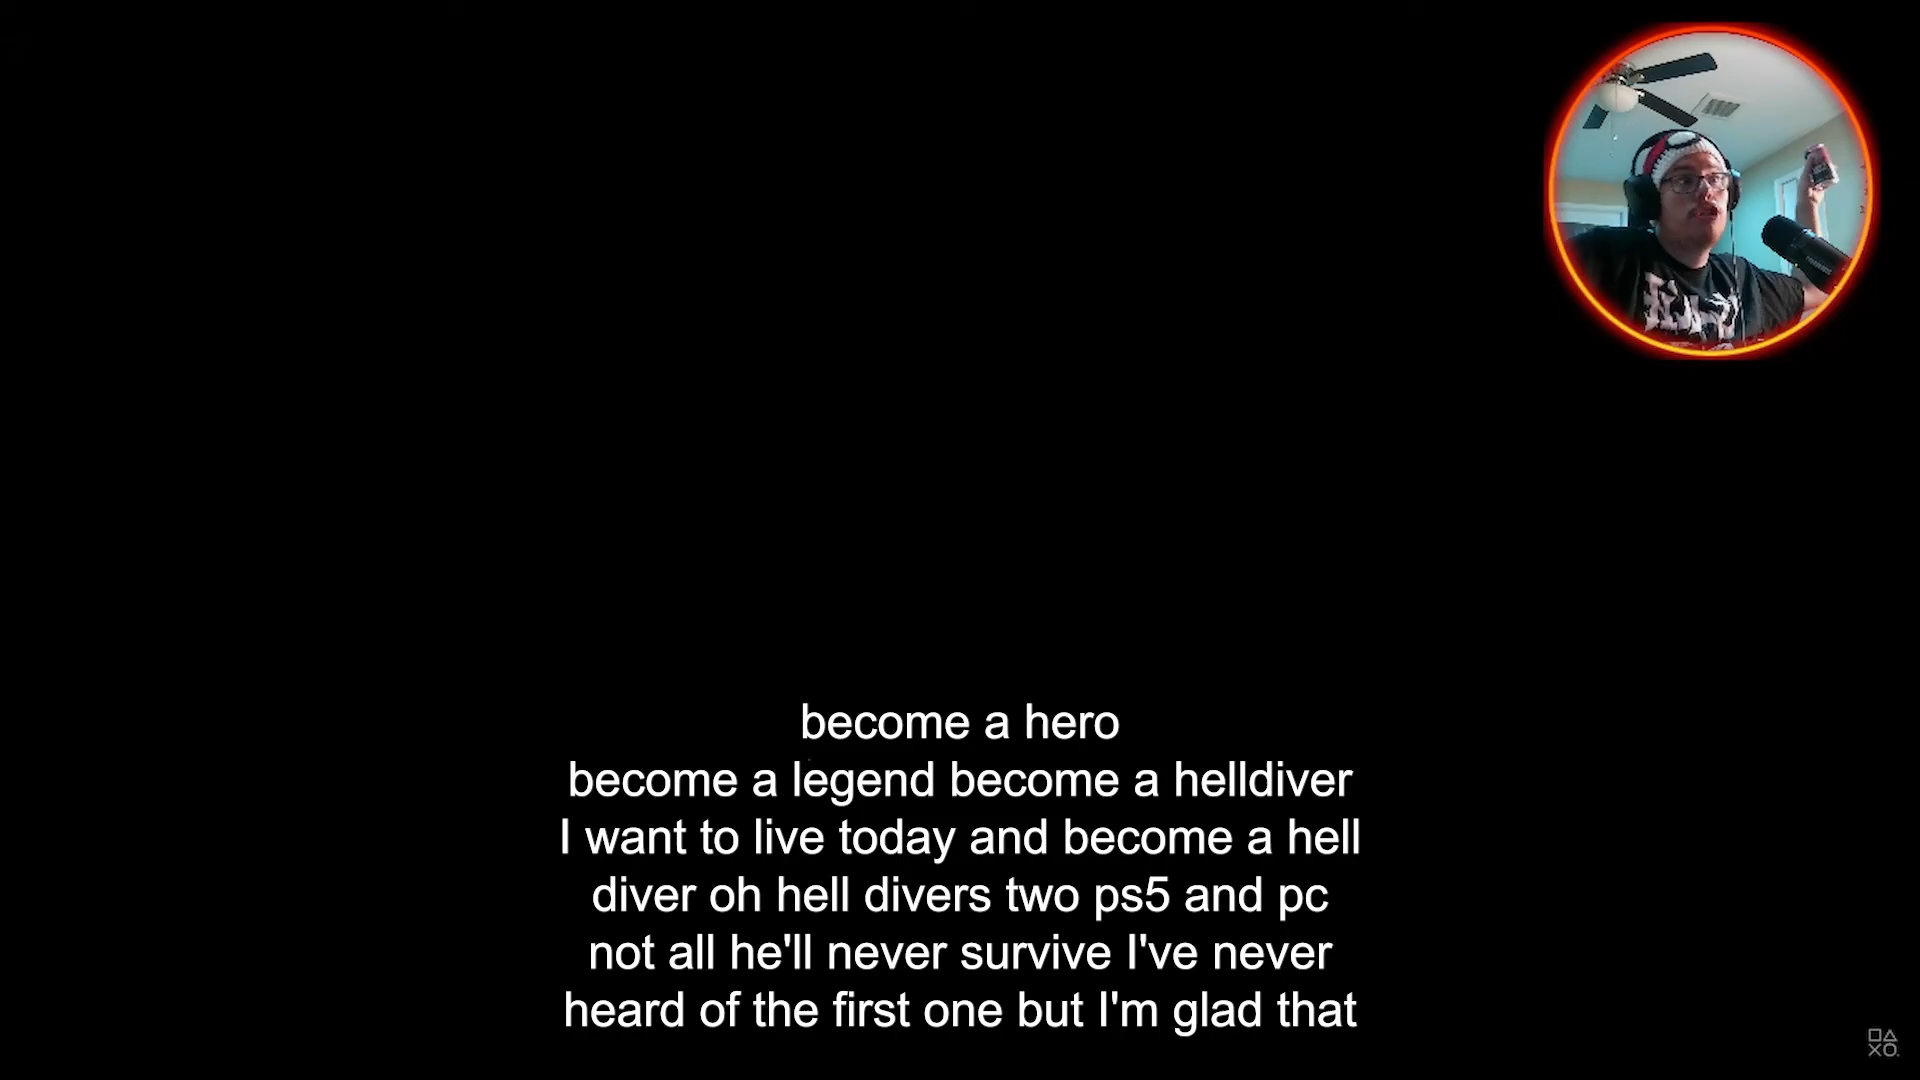 become a hero
become a legend become a helldiver
I want to live today and become a hell
diver oh hell divers two ps5 and pc
not all he'll never survive I've never
heard of the first one but I'm glad that